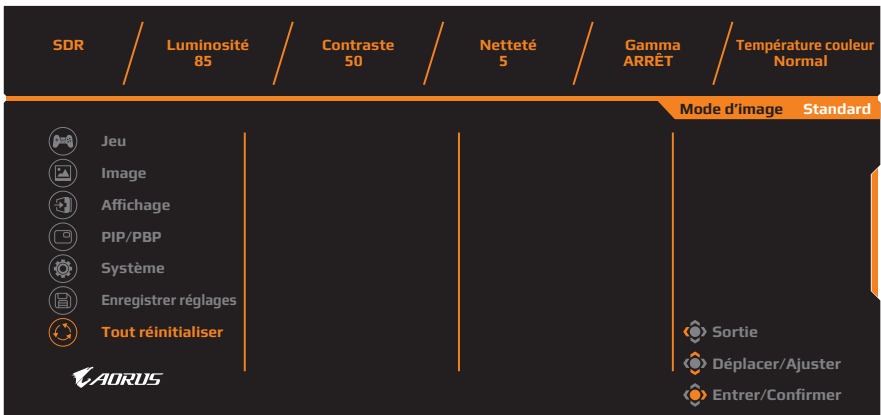 SDR
Luminosité
85
Contraste
50
Netteté
5
Gamma
ARRÊT
Température couleur
Normal
Mode d'image Standard
Jeu
Image
Affichage
PIP/PBP
Système
Enregistrer réglages
Tout réinitialiser
AORUS
Sortie
Déplacer/Ajuster
Entrer/Confirmer